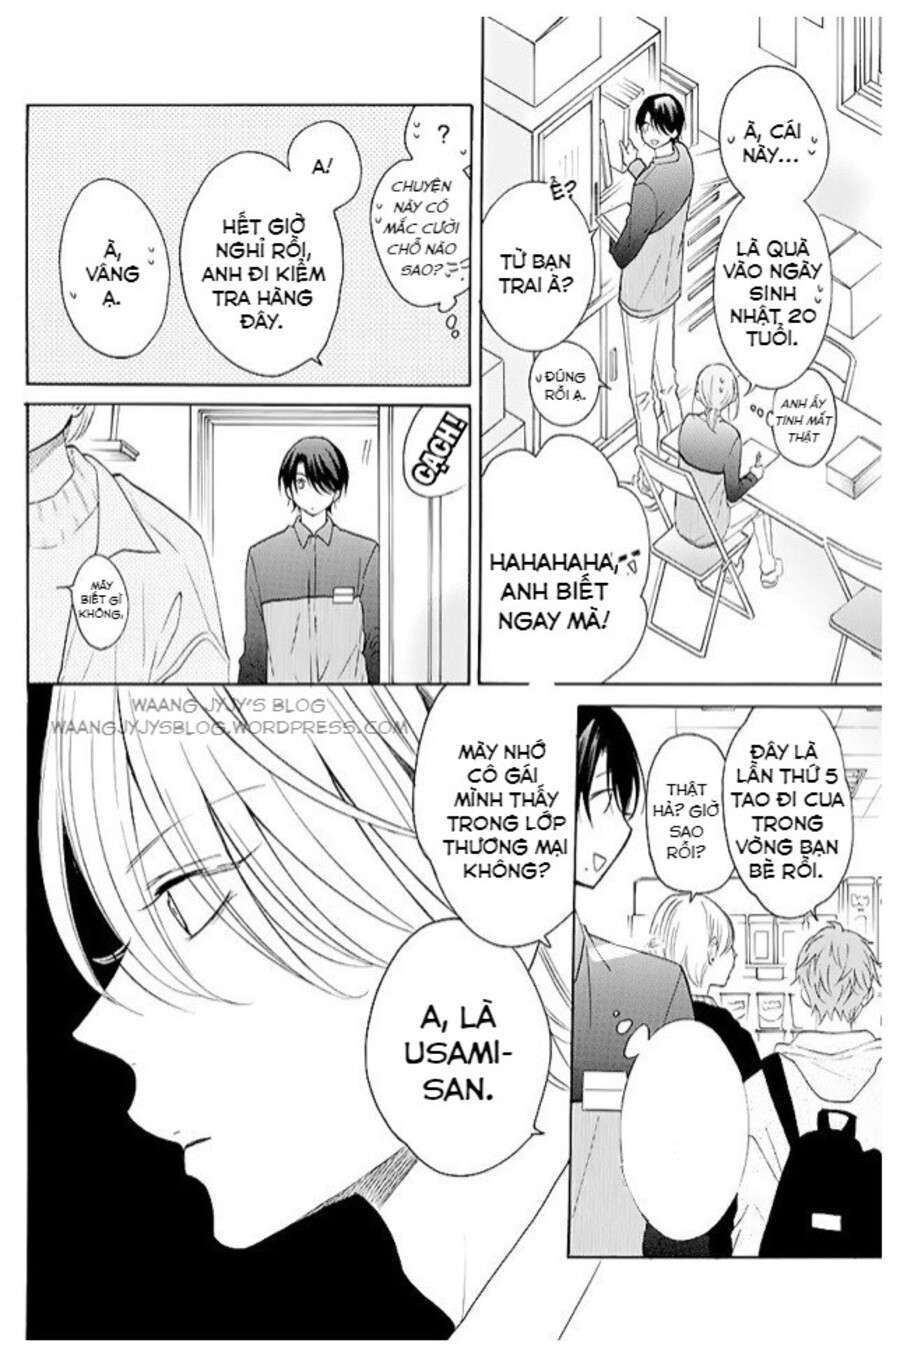 À, CÁI
NÀY...
LÀ QUÀ
VÀO NGÀY
SINH
NHẬT 20
TUỔI.
Ề?
TỪ BẠN
TRAI À?
ĐÚNG
RỒI Ạ.
ANH ẤY
TINH MẮT
THẬT
HAHAHAHA,
ANH BIẾT
NGAY MÀ!
?
CHUYỆN
NÀY CÓ
MẮC CƯỜI
CHỖ NÀO
SAO?
A!
HẾT GIỜ
NGHỈ RỒI,
ANH ĐI KIỂM
TRA HÀNG
ĐÂY.
À,
VÂNG
Ạ.
CẠCH!
MÀY
BIẾT GÌ
KHÔNG,
ĐÂY LÀ
LẦN THỨ 5
TAO ĐI CUA
TRONG
VÒNG BẠN
BÈ RỒI.
THẬT
HẢ? GIỜ
SAO
RỒI?
WAANG JYJY'S BLOG
WAANGJYJYSBLOG.WORDPRESS.COM
MÀY NHỚ
CÔ GÁI
MÌNH THẤY
TRONG LỚP
THƯƠNG MẠI
KHÔNG?
A, LÀ
USAMI-
SAN.